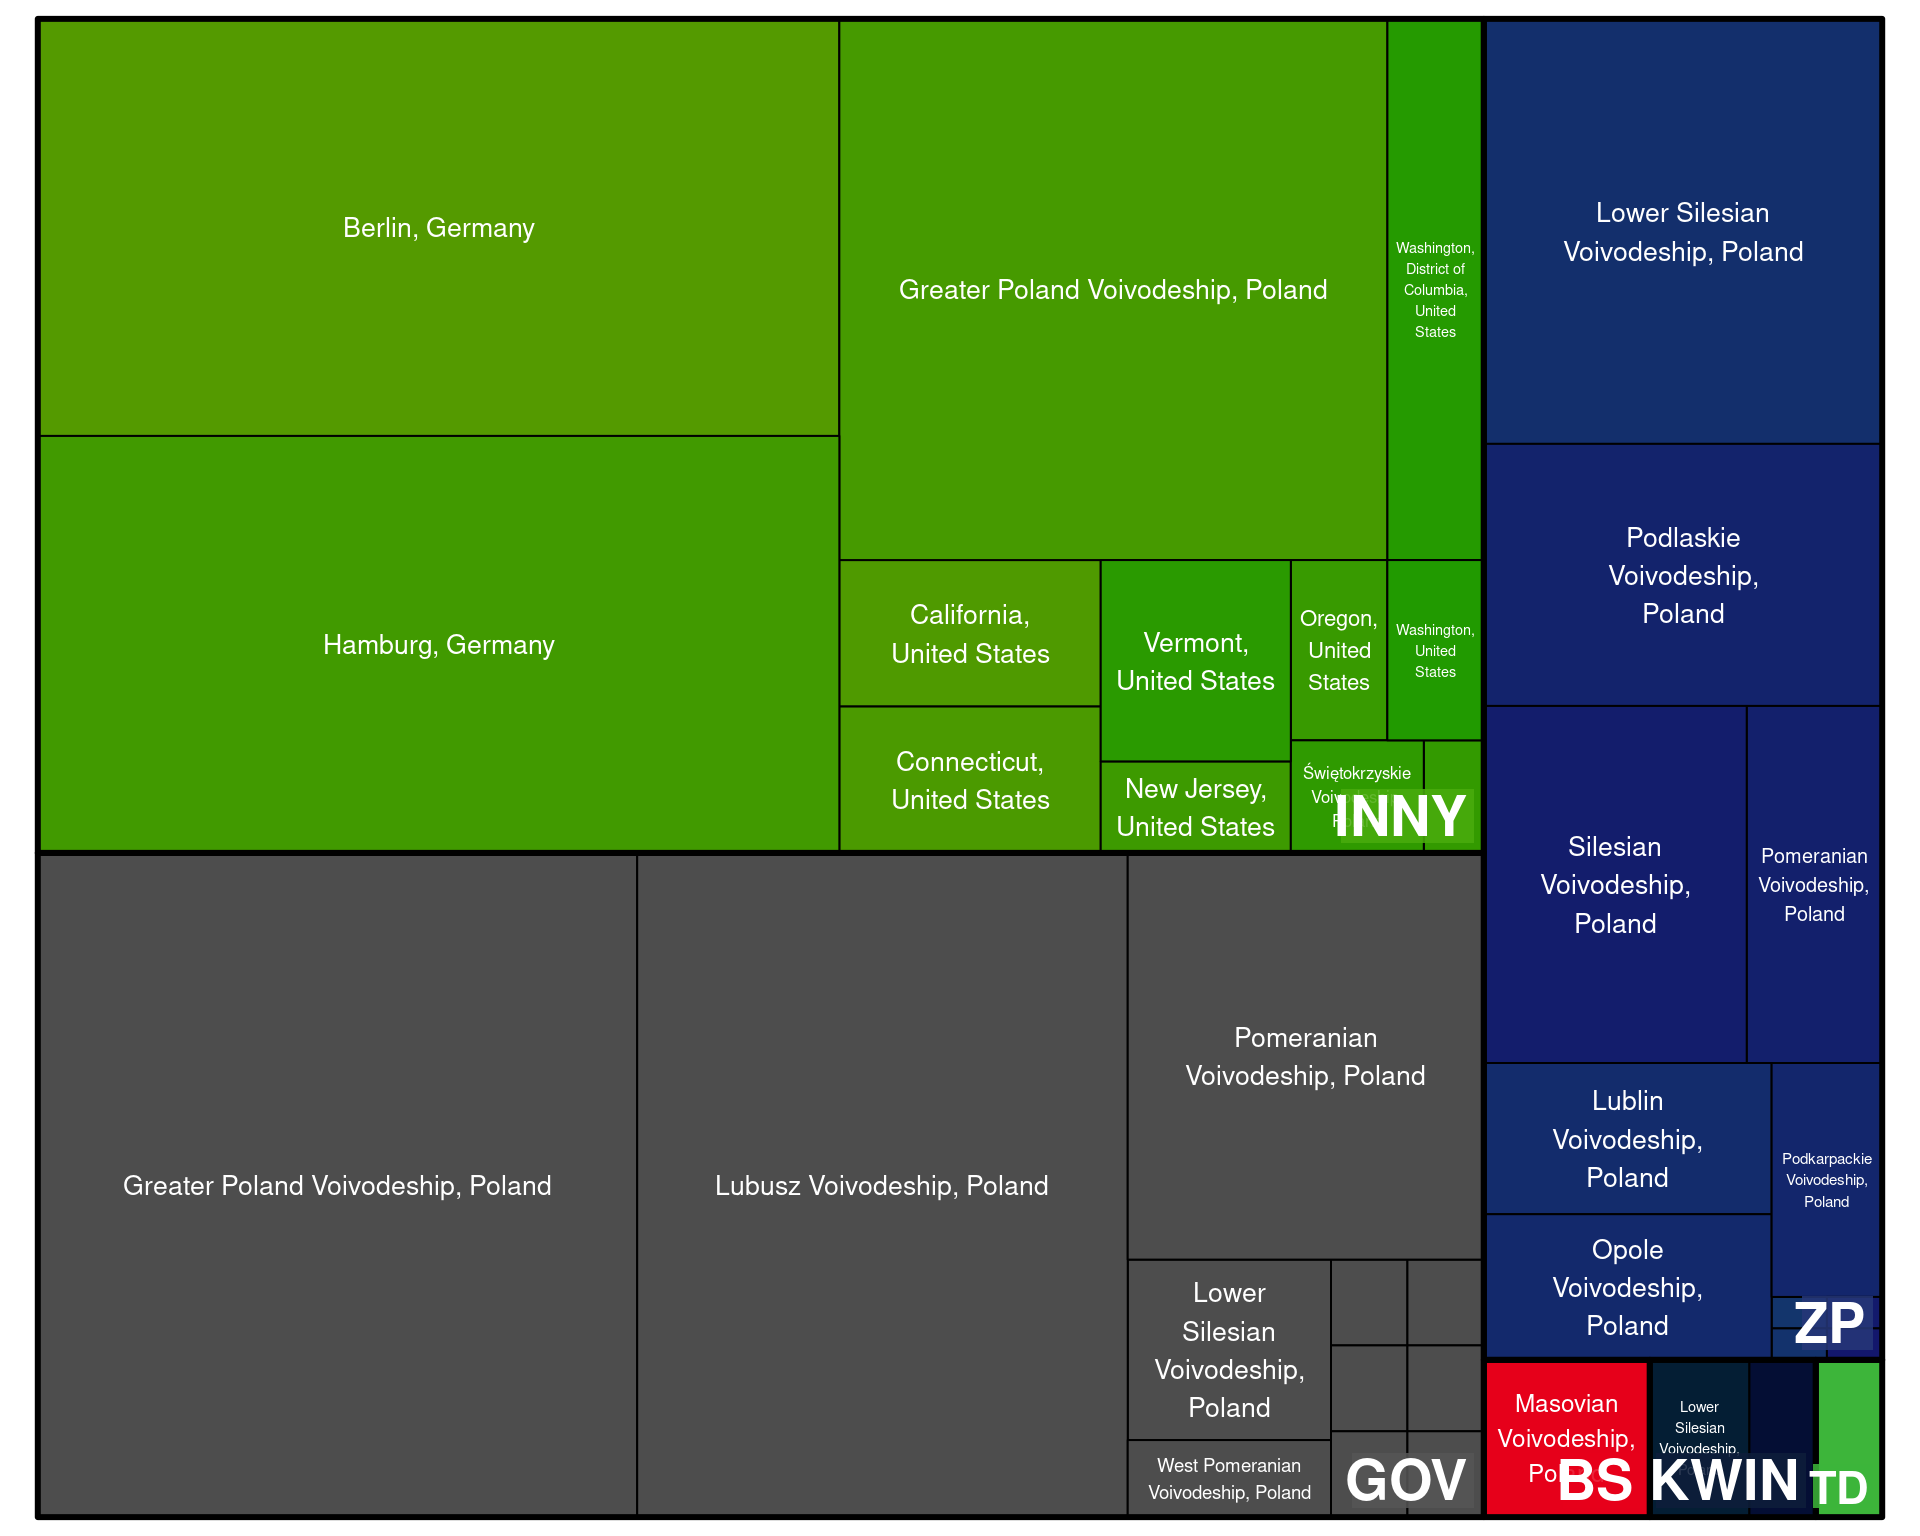 Berlin, Germany
Greater Poland Voivodeship, Poland
Washington,
District of
Columbia,
United
States
Hamburg, Germany
California,
United States
Connecticut,
United States
Vermont,
United States
New Jersey,
United States
Oregon,
United
States
Washington,
United
States
Świętokrzyskie
INNY
Lower Silesian
Voivodeship, Poland
Podlaskie
Voivodeship,
Poland
Silesian
Voivodeship,
Poland
Pomeranian
Voivodeship,
Poland
Lublin
Voivodeship,
Poland
Podkarpackie
Voivodeship,
Poland
Opole
Voivodeship,
Poland
ZP
Greater Poland Voivodeship, Poland
Lubusz Voivodeship, Poland
Pomeranian
Voivodeship, Poland
Lower
Silesian
Voivodeship,
Poland
West Pomeranian
Voivodeship, Poland
GOV
Masovian
Voivodeship,
BS
Lower
Silesian
Voivodeship,
KWIN
TD